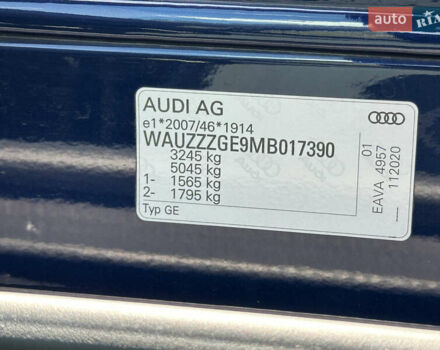 auto
RIA
AUDI AG
e1*2007/46*1914
WAUZZZGE9MB017390
3245 kg
5045 kg
1- 1565 kg
2- 1795 kg
Typ GE
01
EAVA 4957
112020